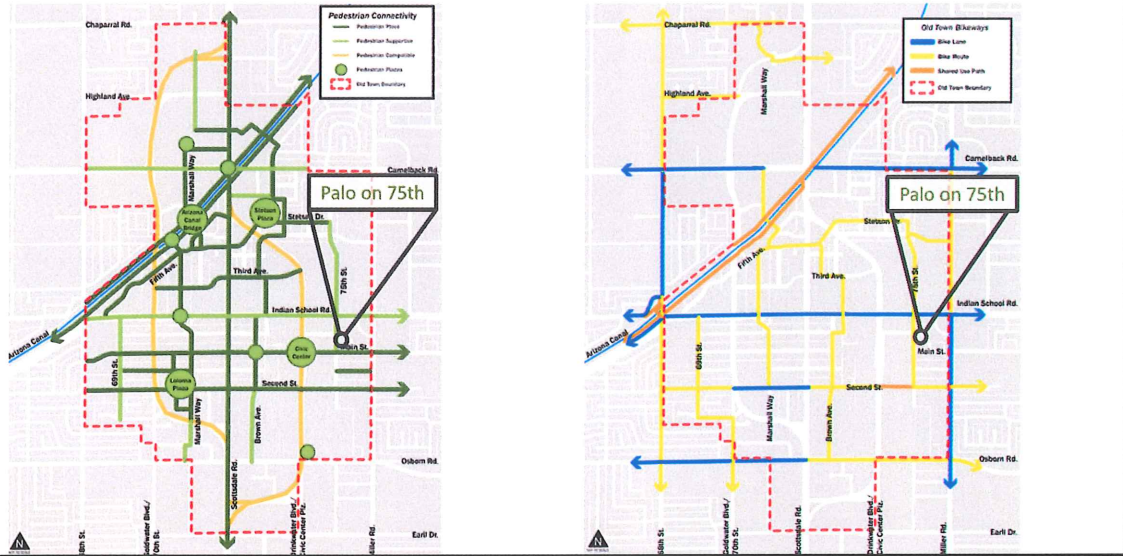 Pedestrian Connectivity
Pedestrian Place
Pedestrian Supportive
Pedestrian Compatible
Pedestrian Plazas
Old Town Boundary
Chaparral Rd.
Highland Ave.
Camelback Rd.
Marshall Way
Palo on 75th
Arizona
Canal
Bridge
Stetson
Plaza
Stetson Dr.
Fifth Ave.
Third Ave.
75th St.
Indian School Rd.
Arizona Canal
Main St.
Civic
Center
69th St.
Loloma
Plaza
Second St.
Marshall Way
Brown Ave.
Scottsdale Rd.
Osborn Rd.
68th St.
Goldwater Blvd./
70th St.
Drinkwater Blvd./
Civic Center Plz.
Miller Rd.
Earll Dr.
N
Old Town Bikeways
Bike Lane
Bike Route
Shared Use Path
Old Town Boundary
Chaparral Rd.
Marshall Way
Highland Ave.
Camelback Rd.
Palo on 75th
Stetson Dr
Fifth Ave.
Third Ave.
75th St.
Indian School Rd.
Arizona Canal
Main St.
69th St.
Second St.
Marshall Way
Brown Ave.
Osborn Rd.
68th St.
Goldwater Blvd./
70th St.
Scottsdale Rd.
Drinkwater Blvd./
Civic Center Plz.
Miller Rd.
Earll Dr.
N